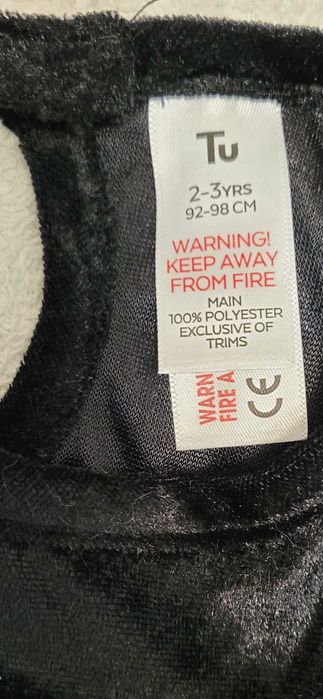 Tu
2-3YRS
92-98 CM
WARNING!
KEEP AWAY
FROM FIRE
MAIN
100% POLYESTER
EXCLUSIVE OF
TRIMS
WARN
FIRE A
CE